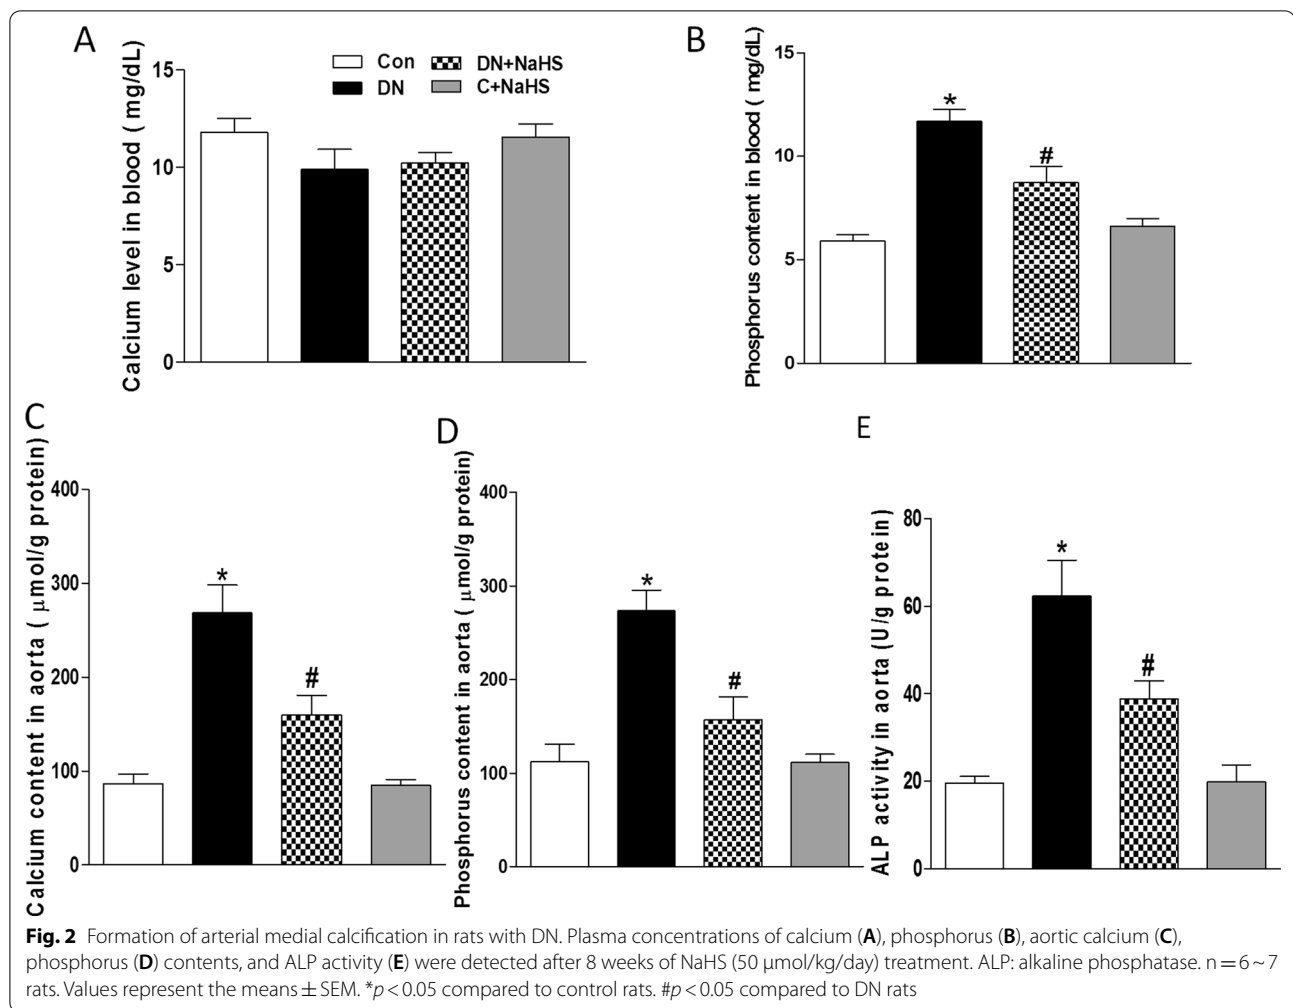 A
Calcium level in blood ( mg/dL)
15
10
5
0
Con
DN
DN+NaHS
C+NaHS
B
Phosphorus content in blood ( mg/dL)
15
10
5
0
*
#
C
Calcium content in aorta ( μmol/g protein)
400
300
200
100
0
*
#
D
Phosphorus content in aorta ( μmol/g protein)
400
300
200
100
0
*
#
E
ALP activity in aorta (U/g protein)
80
60
40
20
0
*
#
Fig. 2 Formation of arterial medial calcification in rats with DN. Plasma concentrations of calcium (A), phosphorus (B), aortic calcium (C),
phosphorus (D) contents, and ALP activity (E) were detected after 8 weeks of NaHS (50 μmol/kg/day) treatment. ALP: alkaline phosphatase. n = 6 ~ 7
rats. Values represent the means ± SEM. *p < 0.05 compared to control rats. #p < 0.05 compared to DN rats